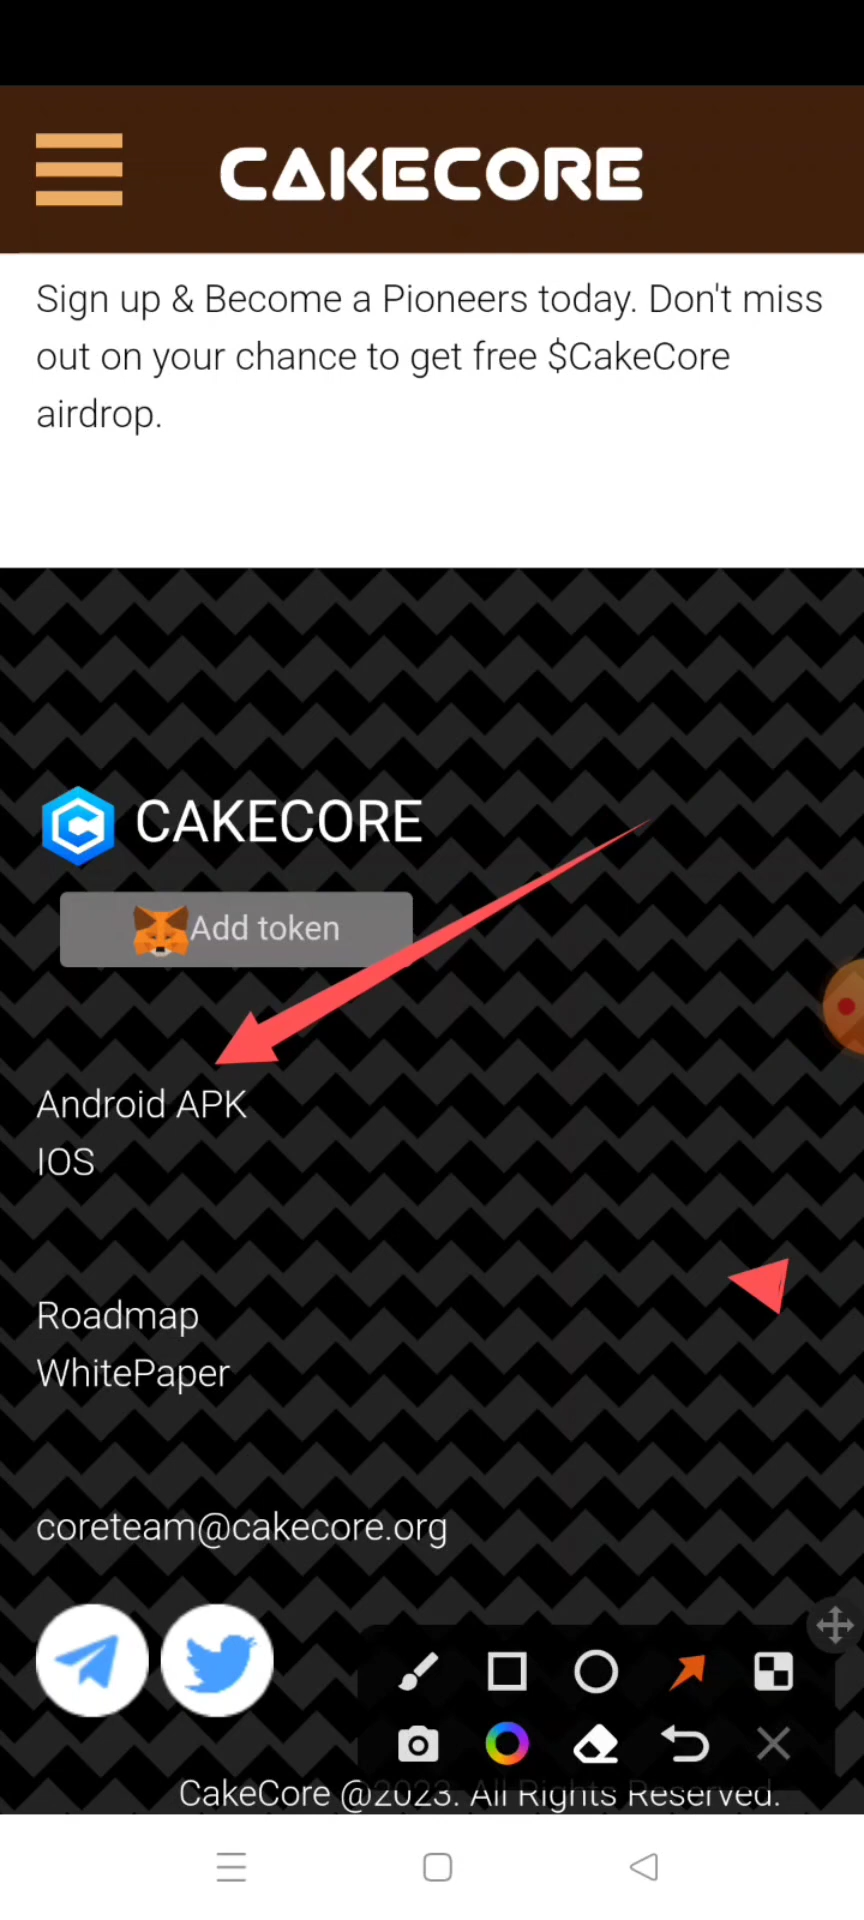 CAKECORE
Sign up & Become a Pioneers today. Don't miss
out on your chance to get free $CakeCore
airdrop.
CAKECORE
Add token
Android APK
IOS
Roadmap
WhitePaper
coreteam@cakecore.org
CakeCore @2023. All Rights Reserved.